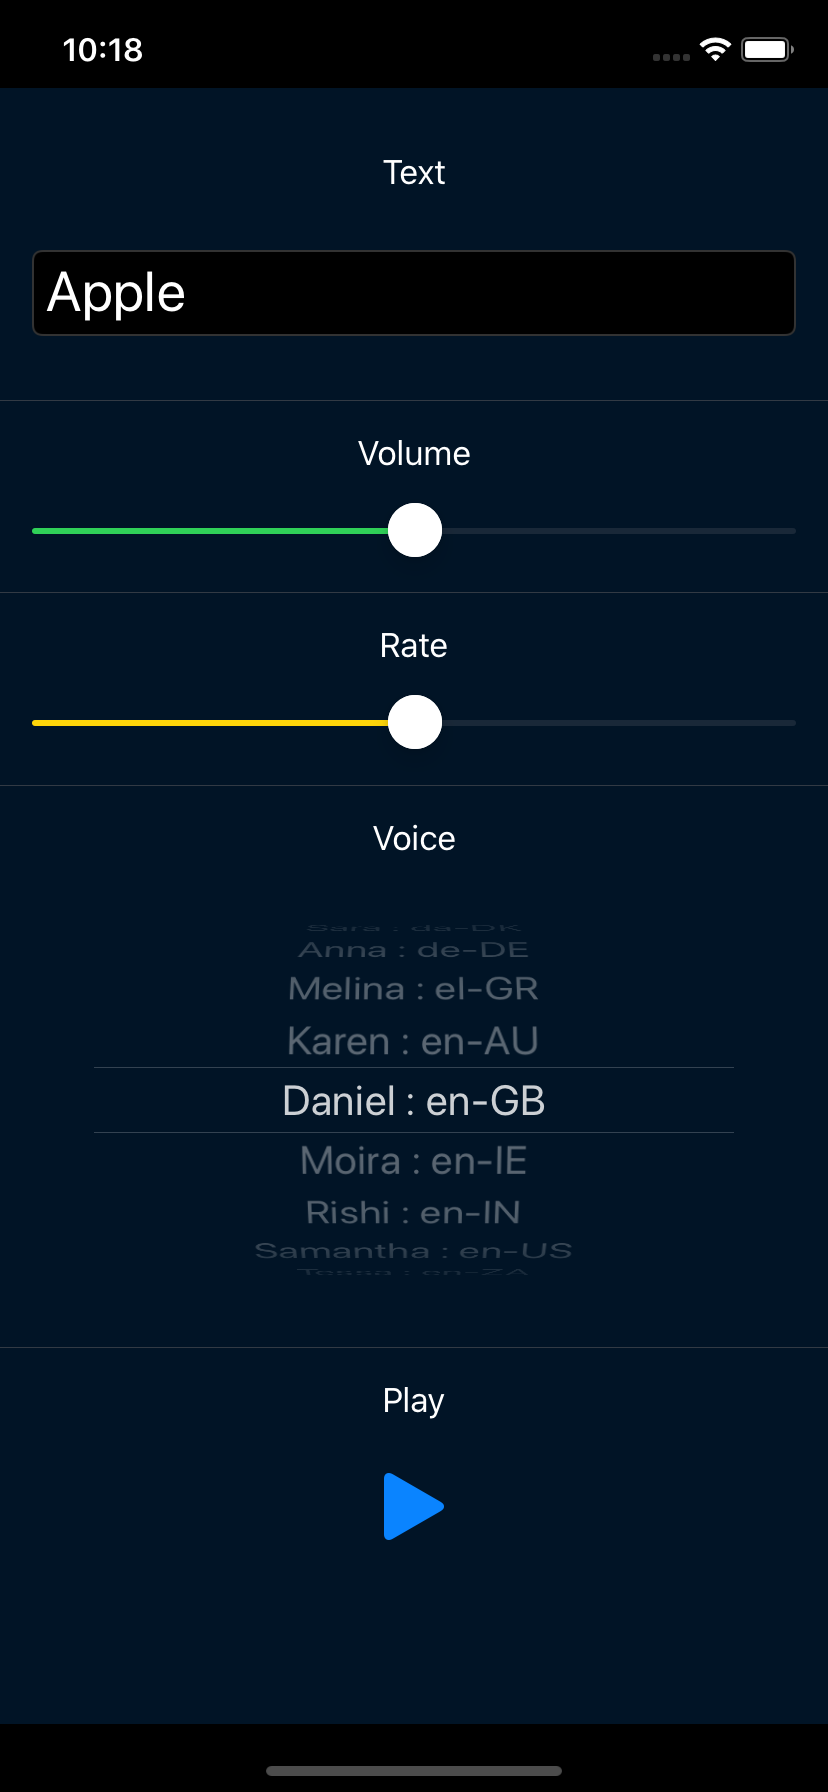 10:18
Text
Apple
Volume
Rate
Voice
Sara : da-DK
Anna : de-DE
Melina : el-GR
Karen : en-AU
Daniel : en-GB
Moira : en-IE
Rishi : en-IN
Samantha : en-US
Tessa : en-ZA
Play